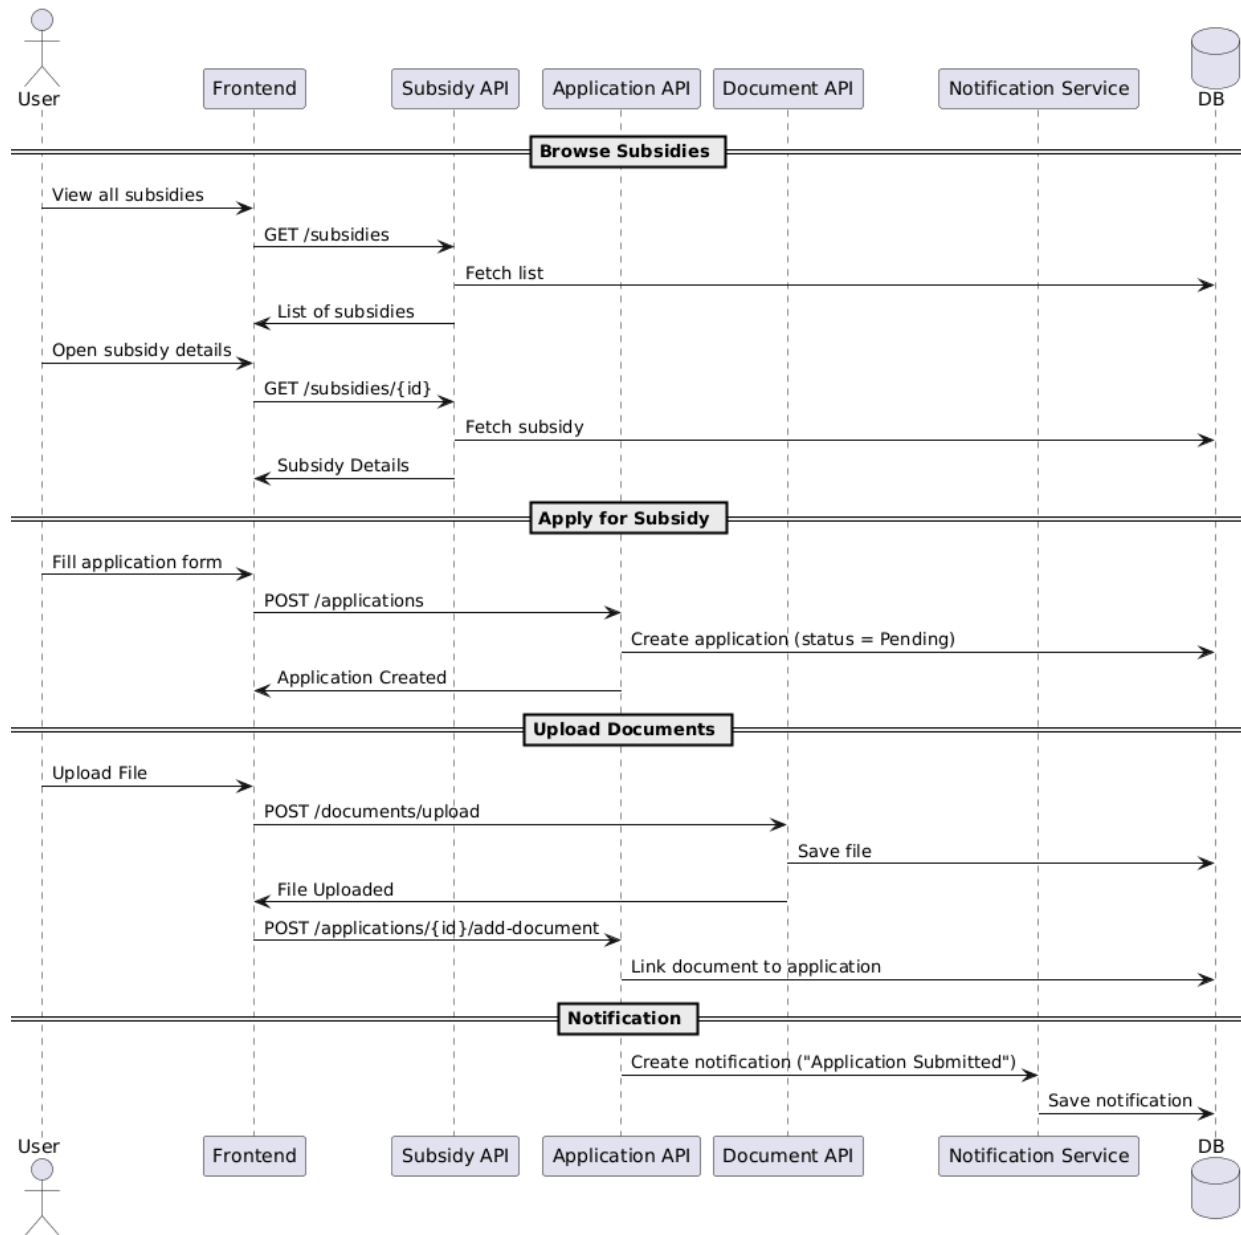 User
Frontend
Subsidy API
Application API
Document API
Notification Service
DB
Browse Subsidies
View all subsidies
GET /subsidies
Fetch list
List of subsidies
Open subsidy details
GET /subsidies/{id}
Fetch subsidy
Subsidy Details
Apply for Subsidy
Fill application form
POST /applications
Create application (status = Pending)
Application Created
Upload Documents
Upload File
POST /documents/upload
Save file
File Uploaded
POST /applications/{id}/add-document
Link document to application
Notification
Create notification ("Application Submitted")
Save notification
User
Frontend
Subsidy API
Application API
Document API
Notification Service
DB